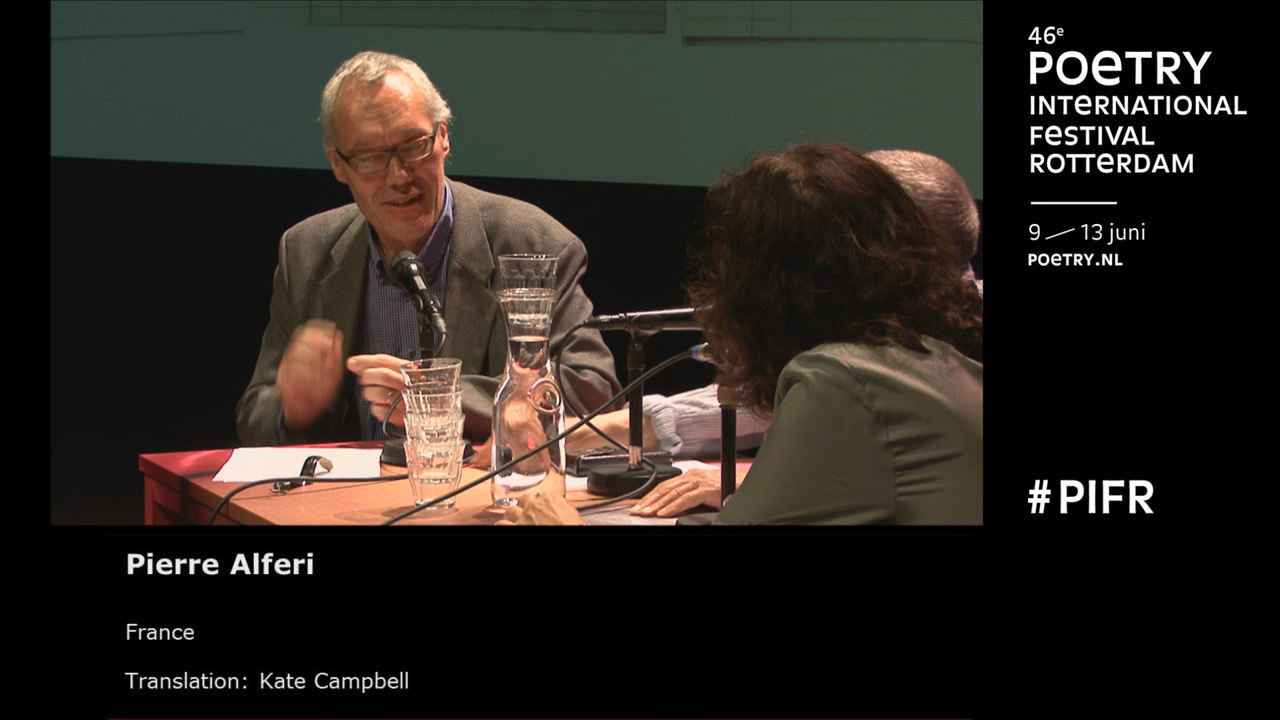 46e
POeTRY
INTeRNATIONAL
FeSTIVAL
ROTTeRDAM
9 — 13 juni
POeTRY.NL
#PIFR
Pierre Alferi
France
Translation: Kate Campbell